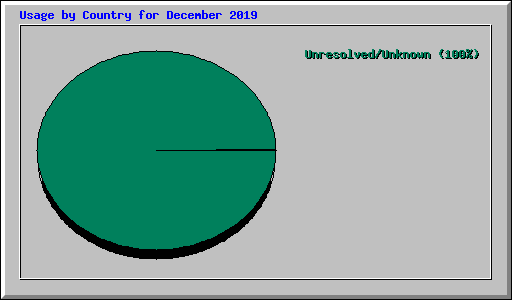 Usage by Country for December 2019
Unresolved/Unknown (100%)